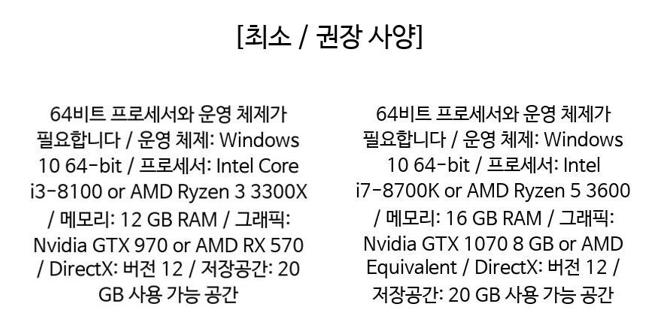 [최소 / 권장 사양]
64비트 프로세서와 운영 체제가
필요합니다 / 운영 체제: Windows
10 64-bit / 프로세서: Intel Core
i3-8100 or AMD Ryzen 3 3300X
/ 메모리: 12 GB RAM / 그래픽:
Nvidia GTX 970 or AMD RX 570
/ DirectX: 버전 12 / 저장공간: 20
GB 사용 가능 공간
64비트 프로세서와 운영 체제가
필요합니다 / 운영 체제: Windows
10 64-bit / 프로세서: Intel
i7-8700K or AMD Ryzen 5 3600
/ 메모리: 16 GB RAM / 그래픽:
Nvidia GTX 1070 8 GB or AMD
Equivalent / DirectX: 버전 12 /
저장공간: 20 GB 사용 가능 공간